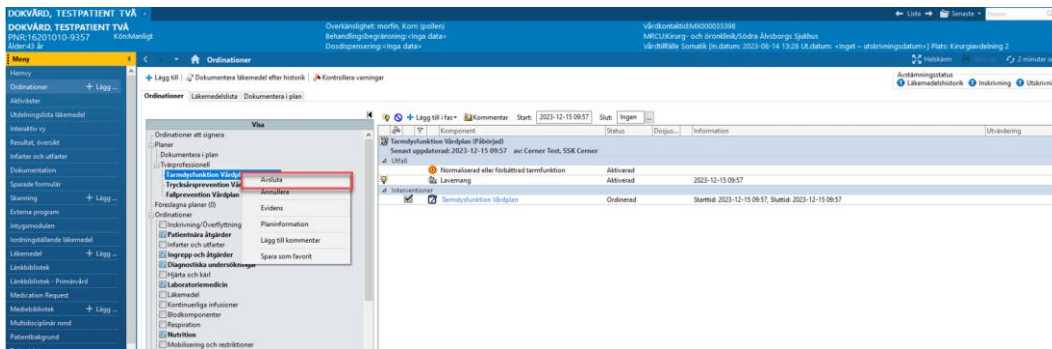 DOKVÅRD, TESTPATIENT TVÅ
Lista Senaste Namn
DOKVÅRD, TESTPATIENT TVÅ
PNR:16201010-9357 Kön:Manligt
Ålder:43 år
Överkänslighet: morfin, Korn (pollen)
Behandlingsbegränsning:<Inga data>
Dosdispensering:<Inga data>
Vårdkontaktid:MX000035398
MRCU:Kirurg- och öronklinik/Södra Älvsborgs Sjukhus
Vårdtillfälle Somatik [In.datum: 2023-08-14 13:28 Ut.datum: <Inget – utskrivningsdatum>] Plats: Kirurgiavdelning 2
Meny
Ordinationer
Helskärm
2 minuter
Hemvy
Ordinationer + Lägg ...
Aktiviteter
Utdelningslista läkemedel
Interaktiv vy
Resultat, översikt
Infarter och utfarter
Dokumentation
Sparade formulär
Skanning + Lägg ...
Externa program
Intygsmodulen
Iordningställande läkemedel
Läkemedel + Lägg ...
Länkbibliotek
Länkbibliotek - Primärvård
Medication Request
Mediebibliotek + Lägg ...
Multidisciplinär rond
Patientbakgrund
+ Lägg till Dokumentera läkemedel efter historik Kontrollera varningar
Avstämningsstatus
Läkemedelshistorik Inskrivning Utskrivni
Ordinationer Läkemedelslista Dokumentera i plan
Visa
Ordinationer att signera
Planer
Dokumentera i plan
Tvärprofessionell
Tarmdysfunktion Vårdpl
Trycksårsprevention Vår
Fallprevention Vårdplan
Föreslagna planer (0)
Ordinationer
Inskrivning/Överflyttning
Patientnära åtgärder
Infarter och utfarter
Ingrepp och åtgärder
Diagnostiska undersökningar
Hjärta och kärl
Laboratoriemedicin
Läkemedel
Kontinuerliga infusioner
Blodkomponenter
Respiration
Nutrition
Mobilisering och restriktioner
Avsluta
Annullera
Evidens
Planinformation
Lägg till kommentar
Spara som favorit
+ Lägg till i fas Kommentar Start: 2023-12-15 09:57 Slut: Ingen ...
Komponent Status Dosjus... Information Utvärdering
Tarmdysfunktion Vårdplan (Påbörjad)
Senast uppdaterad: 2023-12-15 09:57 av: Cerner Test, SSK Cerner
Utfall
Normaliserad eller förbättrad tarmfunktion Aktiverad
Lavemang Aktiverad 2023-12-15 09:57
Interventioner
Tarmdysfunktion Vårdplan Ordinerad Starttid: 2023-12-15 09:57, Sluttid: 2023-12-15 09:57